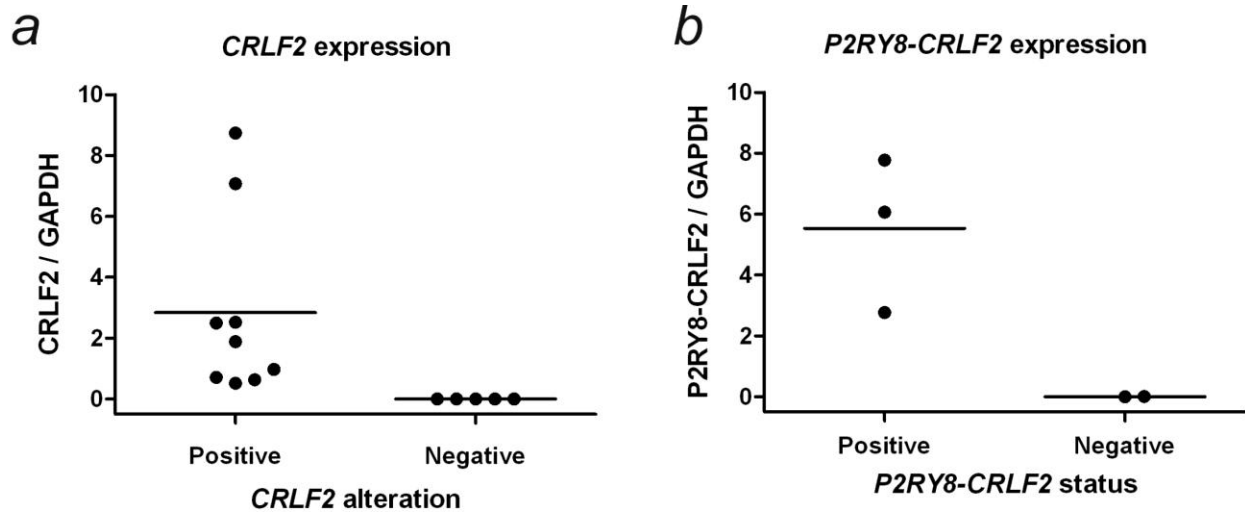 a
CRLF2 expression
CRLF2 / GAPDH
10
8
6
4
2
0
Positive
Negative
CRLF2 alteration
b
P2RY8-CRLF2 expression
P2RY8-CRLF2 / GAPDH
10
8
6
4
2
0
Positive
Negative
P2RY8-CRLF2 status